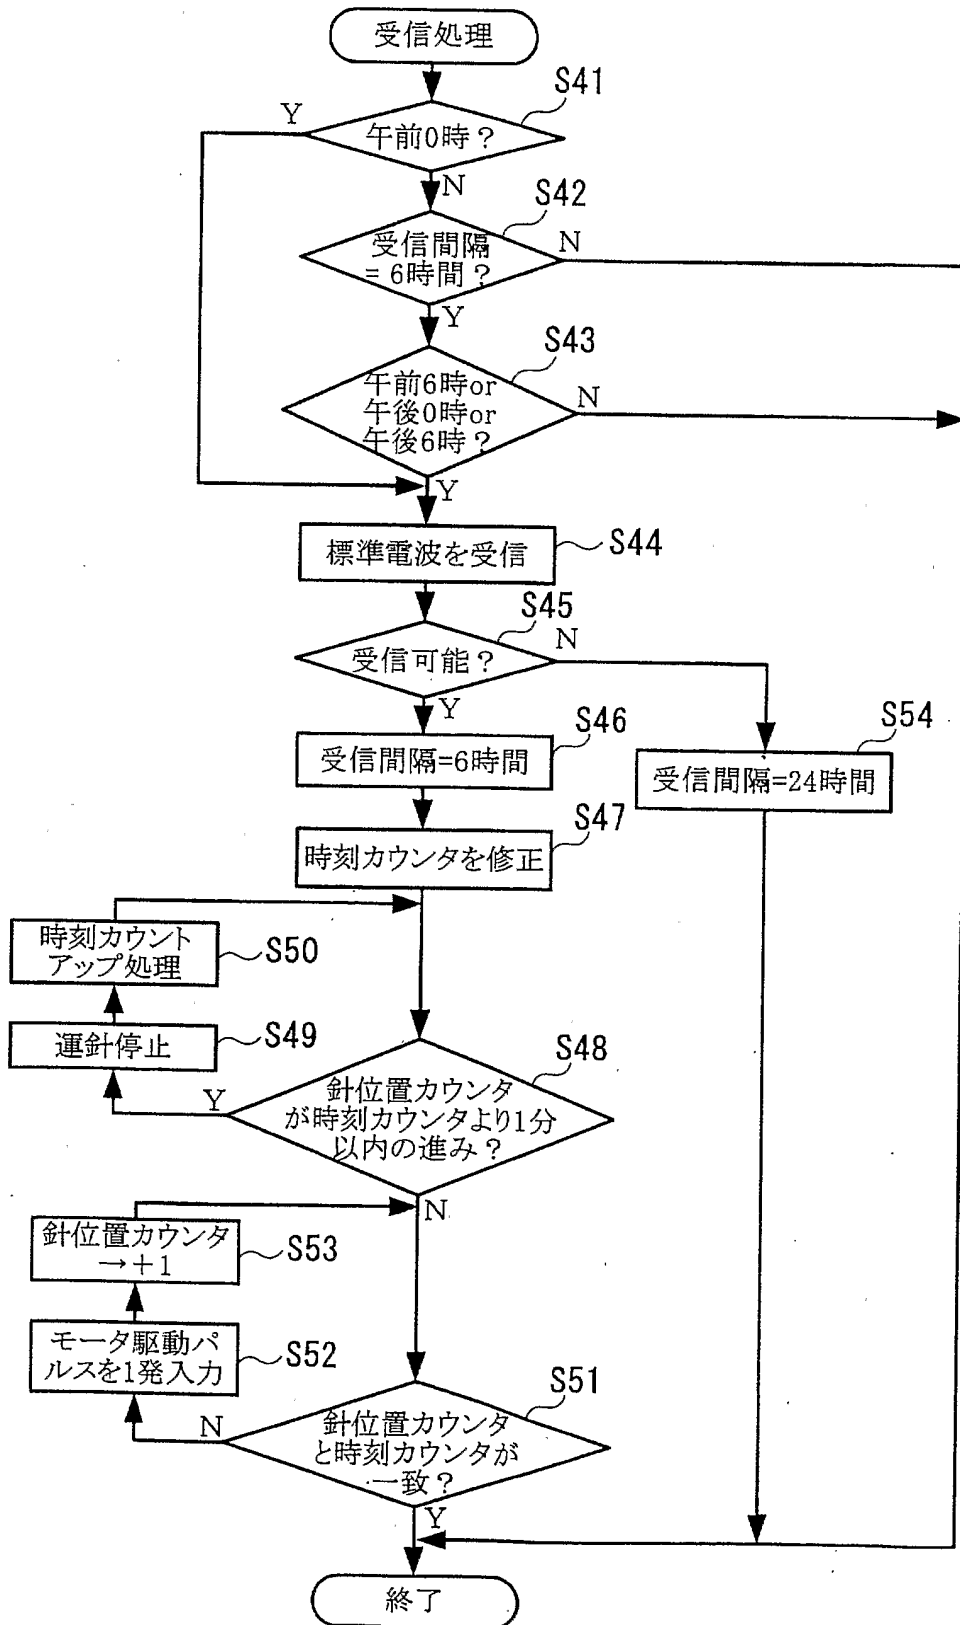 受信処理
S41
Y
午前0時？
N
S42
受信間隔
= 6時間？
N
Y
S43
午前6時or
午後0時or
午後6時？
N
Y
標準電波を受信
S44
S45
受信可能？
N
Y
S46
受信間隔=6時間
S54
受信間隔=24時間
S47
時刻カウンタを修正
時刻カウント
アップ処理
S50
運針停止
S49
S48
針位置カウンタ
が時刻カウンタより1分
以内の進み？
Y
N
針位置カウンタ
→＋1
S53
モータ駆動パ
ルスを1発入力
S52
S51
針位置カウンタ
と時刻カウンタが
一致？
N
Y
終了